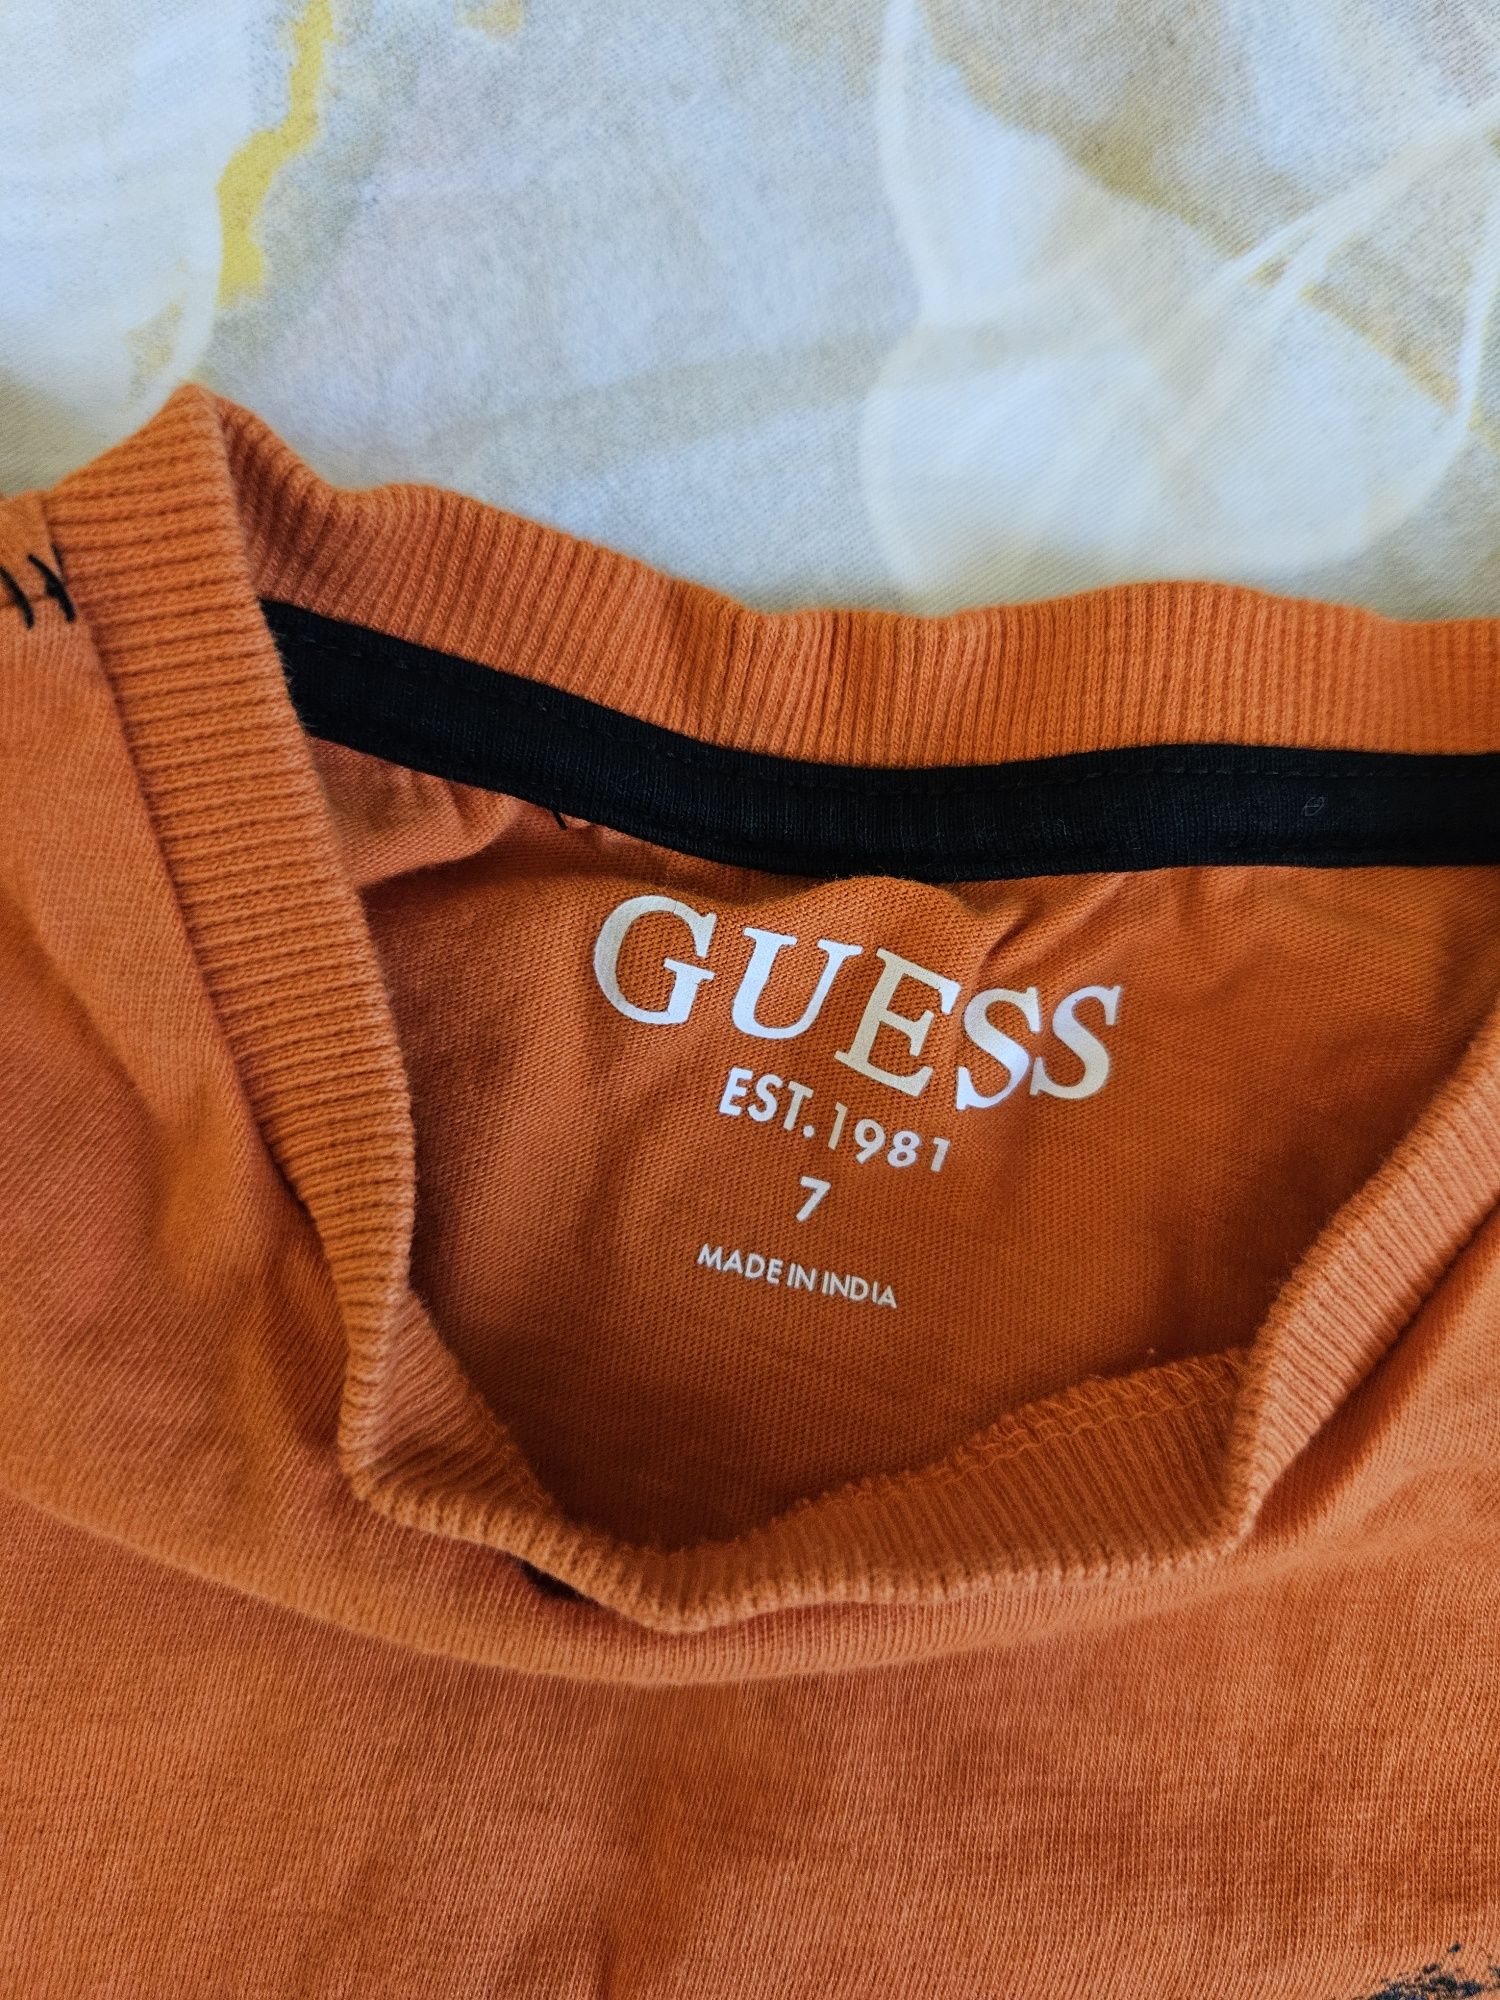 GUESS
EST. 1981
7
MADE IN INDIA